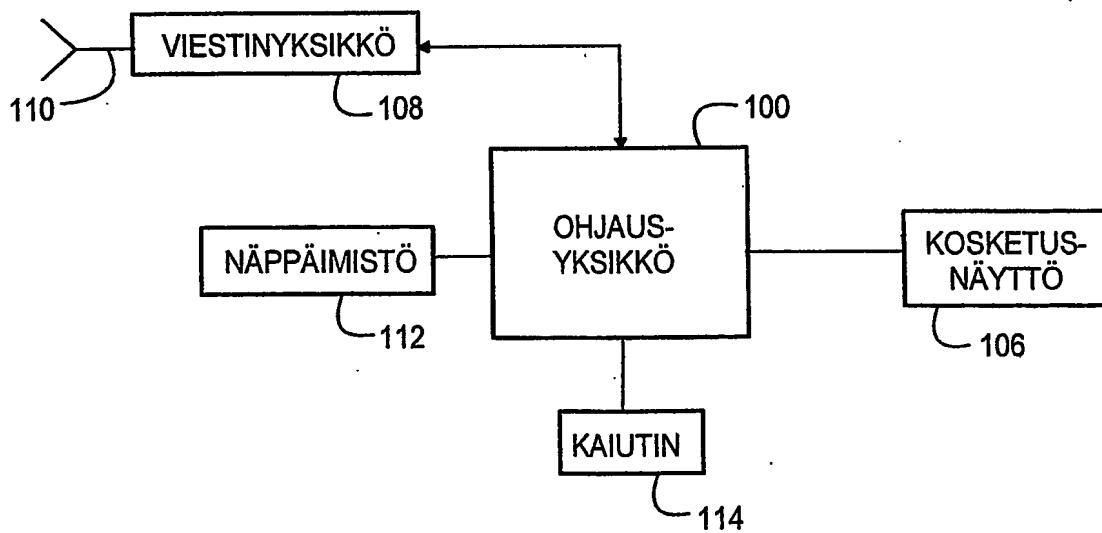 VIESTINYKSIKKÖ
110
108
100
OHJAUS-
YKSIKKÖ
NÄPPÄIMISTÖ
112
KOSKETUS-
NÄYTTÖ
106
KAIUTIN
114